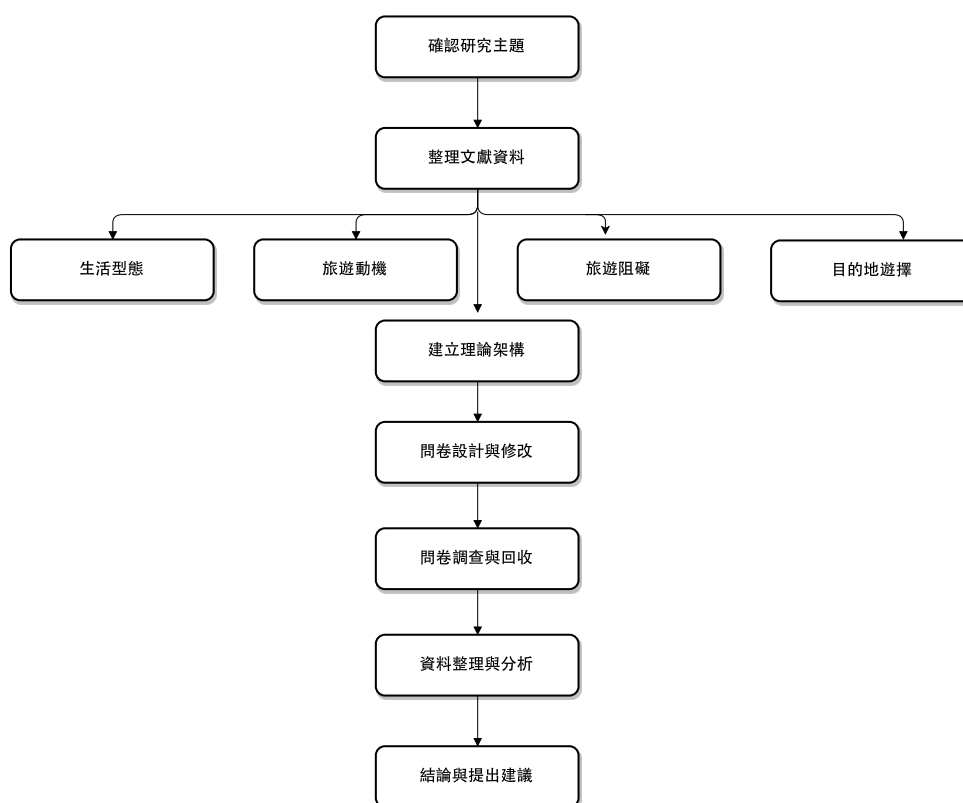 確認研究主題
整理文獻資料
生活型態
旅遊動機
旅遊阻礙
目的地遊擇
建立理論架構
問卷設計與修改
問卷調查與回收
資料整理與分析
結論與提出建議